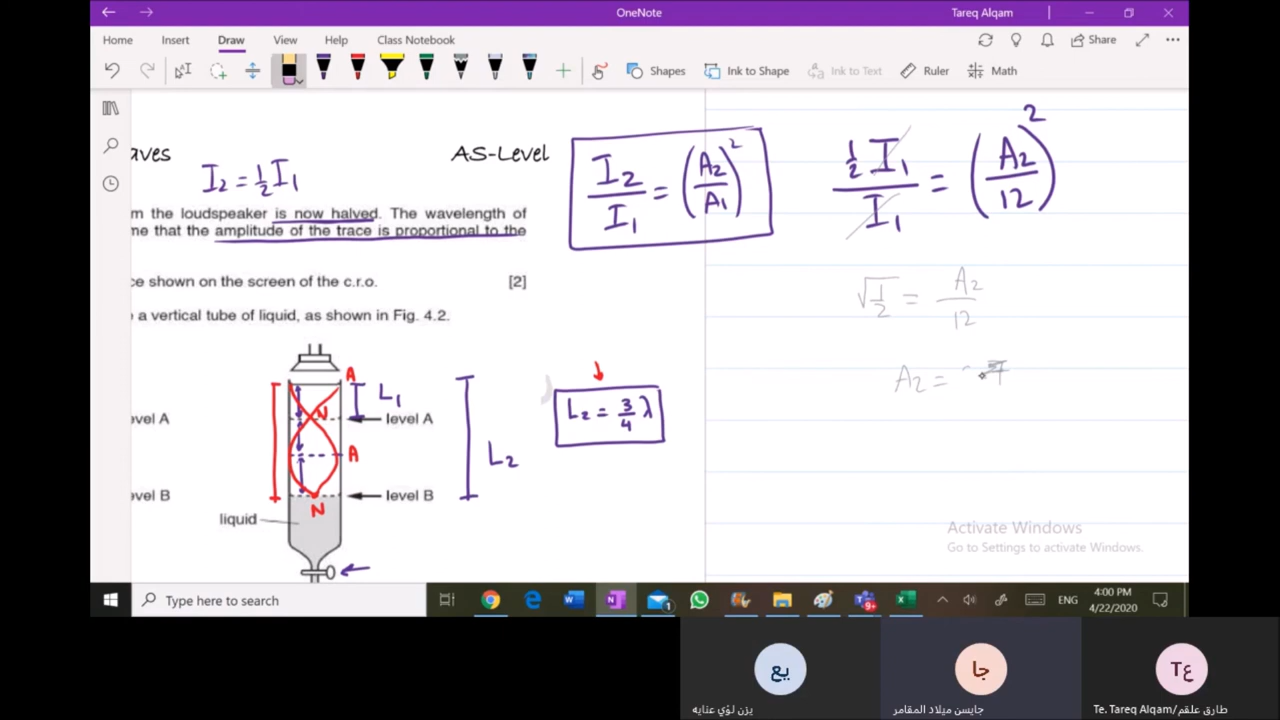 OneNote
Tareq Alqam
Home Insert Draw View Help Class Notebook
Share
Shapes
Ink to Shape
Ink to Text
Ruler
Math
aves
AS-Level
I₂ = ½ I₁
m the loudspeaker is now halved. The wavelength of
me that the amplitude of the trace is proportional to the
ce shown on the screen of the c.r.o. [2]
a vertical tube of liquid, as shown in Fig. 4.2.
I₂/I₁ = (A₂/A₁)²
½ I₁/I₁ = (A₂/12)²
√½ = A₂/12
A₂ =
A
L₁
N
evel A
level A
A
L₂
L₂ = 3/4 λ
evel B
level B
N
liquid
Activate Windows
Go to Settings to activate Windows.
Type here to search
1
9+
ENG
4:00 PM
4/22/2020
يع
جا
طع
يزن لؤي عنايه
جايسن ميلاد المقامر
Te. Tareq Alqam/طارق علقم